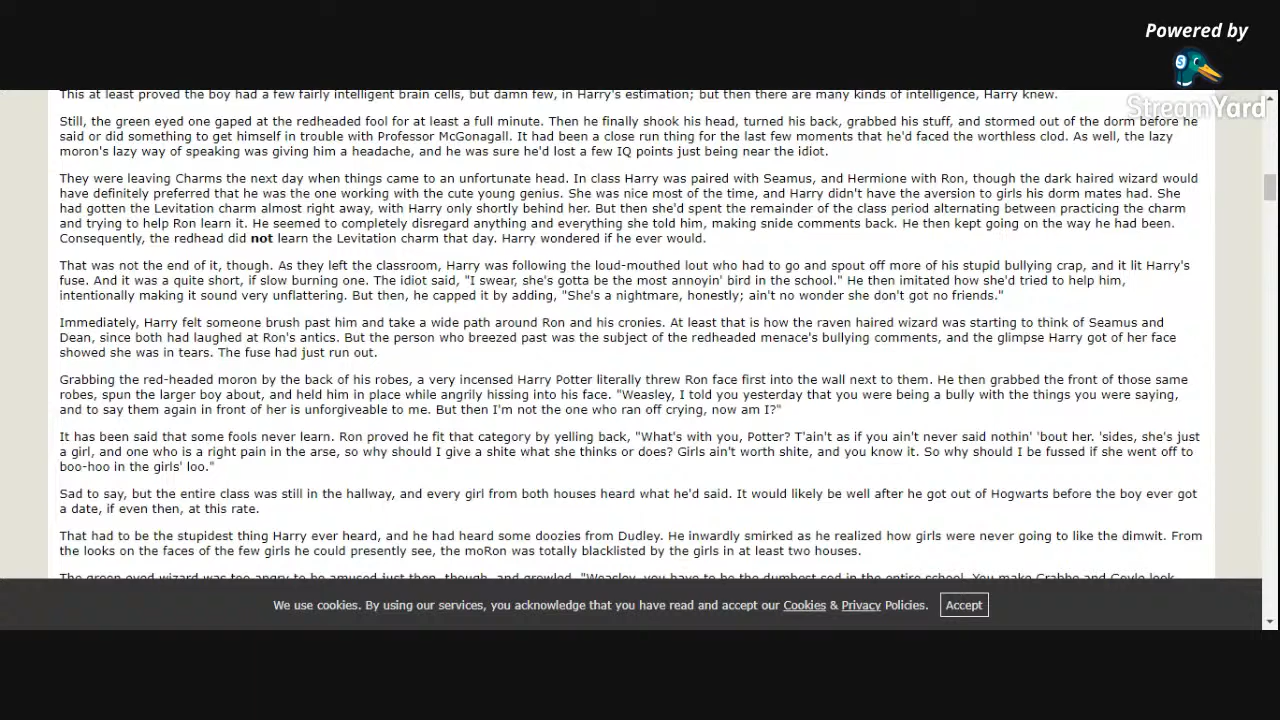 Powered by
StreamYard
This at least proved the boy had a few fairly intelligent brain cells, but damn few, in Harry's estimation; but then there are many kinds of intelligence, Harry knew.
Still, the green eyed one gaped at the redheaded fool for at least a full minute. Then he finally shook his head, turned his back, grabbed his stuff, and stormed out of the dorm before he
said or did something to get himself in trouble with Professor McGonagall. It had been a close run thing for the last few moments that he'd faced the worthless clod. As well, the lazy
moron's lazy way of speaking was giving him a headache, and he was sure he'd lost a few IQ points just being near the idiot.
They were leaving Charms the next day when things came to an unfortunate head. In class Harry was paired with Seamus, and Hermione with Ron, though the dark haired wizard would
have definitely preferred that he was the one working with the cute young genius. She was nice most of the time, and Harry didn't have the aversion to girls his dorm mates had. She
had gotten the Levitation charm almost right away, with Harry only shortly behind her. But then she'd spent the remainder of the class period alternating between practicing the charm
and trying to help Ron learn it. He seemed to completely disregard anything and everything she told him, making snide comments back. He then kept going on the way he had been.
Consequently, the redhead did not learn the Levitation charm that day. Harry wondered if he ever would.
That was not the end of it, though. As they left the classroom, Harry was following the loud-mouthed lout who had to go and spout off more of his stupid bullying crap, and it lit Harry's
fuse. And it was a quite short, if slow burning one. The idiot said, "I swear, she's gotta be the most annoyin' bird in the school." He then imitated how she'd tried to help him,
intentionally making it sound very unflattering. But then, he capped it by adding, "She's a nightmare, honestly; ain't no wonder she don't got no friends."
Immediately, Harry felt someone brush past him and take a wide path around Ron and his cronies. At least that is how the raven haired wizard was starting to think of Seamus and
Dean, since both had laughed at Ron's antics. But the person who breezed past was the subject of the redheaded menace's bullying comments, and the glimpse Harry got of her face
showed she was in tears. The fuse had just run out.
Grabbing the red-headed moron by the back of his robes, a very incensed Harry Potter literally threw Ron face first into the wall next to them. He then grabbed the front of those same
robes, spun the larger boy about, and held him in place while angrily hissing into his face. "Weasley, I told you yesterday that you were being a bully with the things you were saying,
and to say them again in front of her is unforgiveable to me. But then I'm not the one who ran off crying, now am I?"
It has been said that some fools never learn. Ron proved he fit that category by yelling back, "What's with you, Potter? T'ain't as if you ain't never said nothin' 'bout her. 'sides, she's just
a girl, and one who is a right pain in the arse, so why should I give a shite what she thinks or does? Girls ain't worth shite, and you know it. So why should I be fussed if she went off to
boo-hoo in the girls' loo."
Sad to say, but the entire class was still in the hallway, and every girl from both houses heard what he'd said. It would likely be well after he got out of Hogwarts before the boy ever got
a date, if even then, at this rate.
That had to be the stupidest thing Harry ever heard, and he had heard some doozies from Dudley. He inwardly smirked as he realized how girls were never going to like the dimwit. From
the looks on the faces of the few girls he could presently see, the moRon was totally blacklisted by the girls in at least two houses.
The green eyed wizard was too angry to be amused just then, though, and growled, "Weasley, you have to be the dumbest sod in the entire school. You make Crabbe and Goyle look
We use cookies. By using our services, you acknowledge that you have read and accept our Cookies & Privacy Policies. Accept